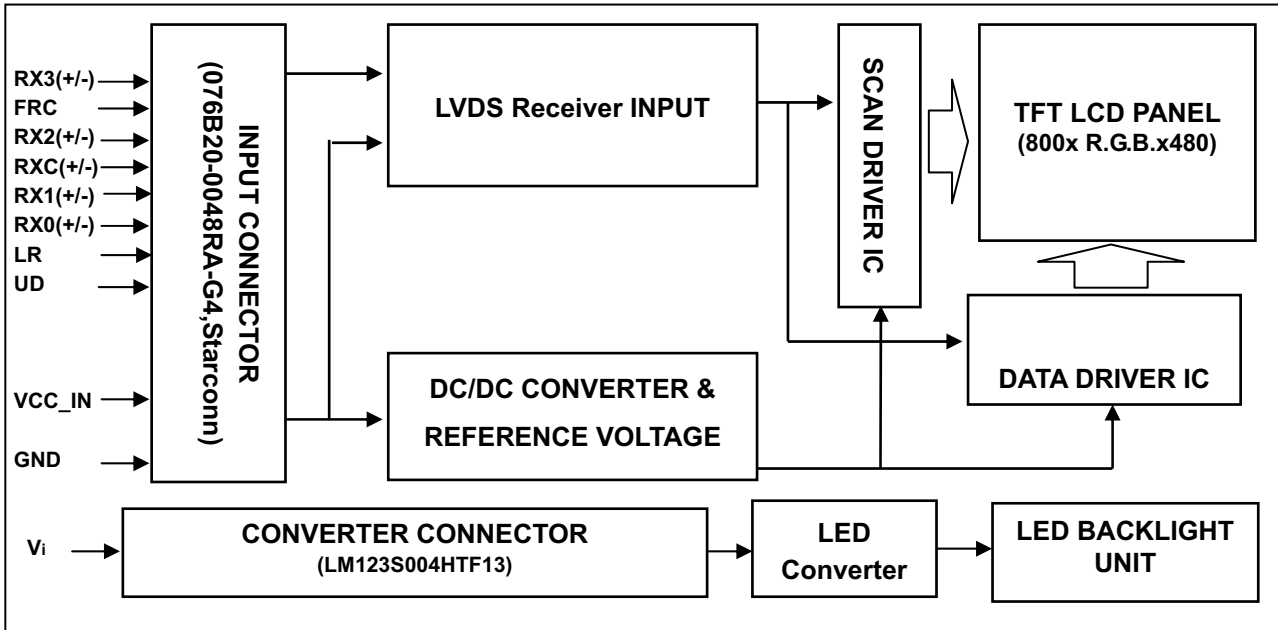 RX3(+/-)
FRC
RX2(+/-)
RXC(+/-)
RX1(+/-)
RX0(+/-)
LR
UD
VCC_IN
GND
INPUT CONNECTOR
(076B20-0048RA-G4,Starconn)
LVDS Receiver INPUT
SCAN DRIVER IC
TFT LCD PANEL
(800x R.G.B.x480)
DC/DC CONVERTER &
REFERENCE VOLTAGE
DATA DRIVER IC
Vi
CONVERTER CONNECTOR
(LM123S004HTF13)
LED
Converter
LED BACKLIGHT
UNIT